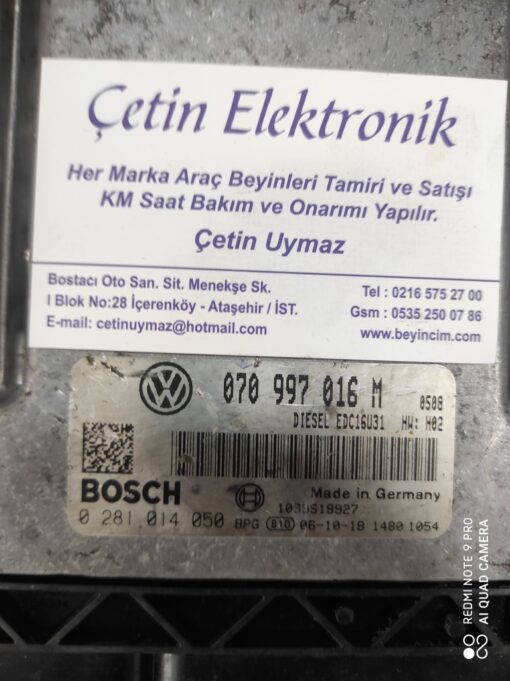 Çetin Elektronik
Her Marka Araç Beyinleri Tamiri ve Satışı
KM Saat Bakım ve Onarımı Yapılır.
Çetin Uymaz
Bostacı Oto San. Sit. Menekşe Sk.
I Blok No:28 İçerenköy - Ataşehir / İST.
E-mail: cetinuymaz@hotmail.com
Tel : 0216 575 27 00
Gsm : 0535 250 07 86
www.beyincim.com
070 997 016 M 0508
DIESEL EDC16U31 HW: H02
BOSCH Made in Germany
1039S19927
0 281 014 050 BPG 810 06-10-18 1480 1054
REDMI NOTE 9 PRO
AI QUAD CAMERA